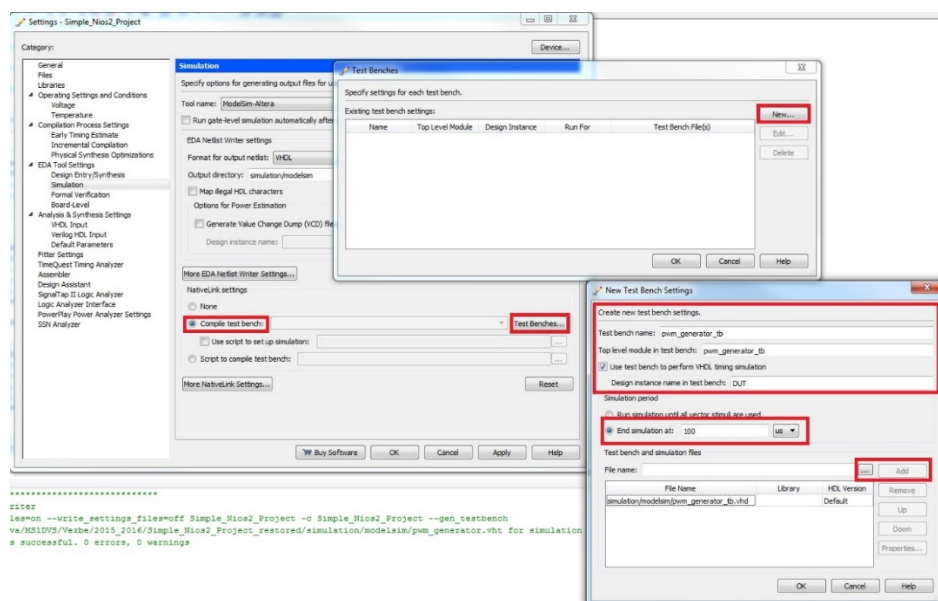 Settings - Simple_Nios2_Project
Category:
Device...
General
Files
Libraries
Operating Settings and Conditions
Voltage
Temperature
Compilation Process Settings
Early Timing Estimate
Incremental Compilation
Physical Synthesis Optimizations
EDA Tool Settings
Design Entry/Synthesis
Simulation
Formal Verification
Board-Level
Analysis & Synthesis Settings
VHDL Input
Verilog HDL Input
Default Parameters
Fitter Settings
TimeQuest Timing Analyzer
Assembler
Design Assistant
SignalTap II Logic Analyzer
Logic Analyzer Interface
PowerPlay Power Analyzer Settings
SSN Analyzer
Simulation
Specify options for generating output files for u
Tool name: ModelSim-Altera
Run gate-level simulation automatically after
EDA Netlist Writer settings
Format for output netlist: VHDL
Output directory: simulation/modelsim
Map illegal HDL characters
Options for Power Estimation
Generate Value Change Dump (VCD) file
Design instance name:
More EDA Netlist Writer Settings...
NativeLink settings
None
Compile test bench:
Test Benches...
Use script to set up simulation:
...
Script to compile test bench:
...
More NativeLink Settings...
Reset
Buy Software
OK
Cancel
Apply
Help
Test Benches
Specify settings for each test bench.
Existing test bench settings:
Name Top Level Module Design Instance Run For Test Bench File(s)
New...
Edit...
Delete
OK
Cancel
Help
New Test Bench Settings
Create new test bench settings.
Test bench name: pwm_generator_tb
Top level module in test bench: pwm_generator_tb
Use test bench to perform VHDL timing simulation
Design instance name in test bench: DUT
Simulation period
Run simulation until all vector stimuli are used
End simulation at: 100 us
Test bench and simulation files
File name:
...
Add
File Name Library HDL Version
simulation/modelsim/pwm_generator_tb.vhd Default
Remove
Up
Down
Properties...
OK
Cancel
Help
****************************
riter
les=on --write_settings_files=off Simple_Nios2_Project -c Simple_Nios2_Project --gen_testbench
va/MS1DVS/Vezbe/2015_2016/Simple_Nios2_Project_restored/simulation/modelsim/pwm_generator.vht for simulation
s successful. 0 errors, 0 warnings